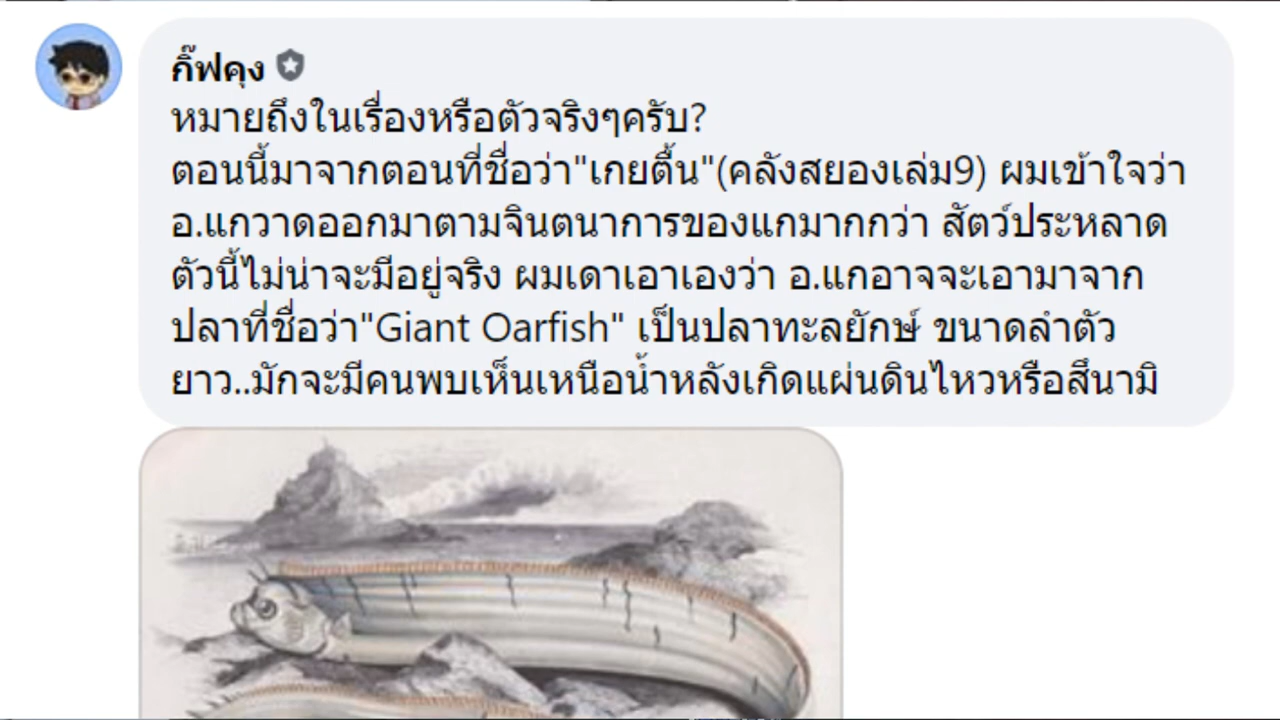 กิ๊ฟคุง
หมายถึงในเรื่องหรือตัวจริงๆครับ?
ตอนนี้มาจากตอนที่ชื่อว่า"เกยตื้น"(คลังสยองเล่ม9) ผมเข้าใจว่า
อ.แกวาดออกมาตามจินตนาการของแกมากกว่า สัตว์ประหลาด
ตัวนี้ไม่น่าจะมีอยู่จริง ผมเดาเอาเองว่า อ.แกอาจจะเอามาจาก
ปลาที่ชื่อว่า"Giant Oarfish" เป็นปลาทะลยักษ์ ขนาดลำตัว
ยาว..มักจะมีคนพบเห็นเหนือน้ำหลังเกิดแผ่นดินไหวหรือสึนามิ